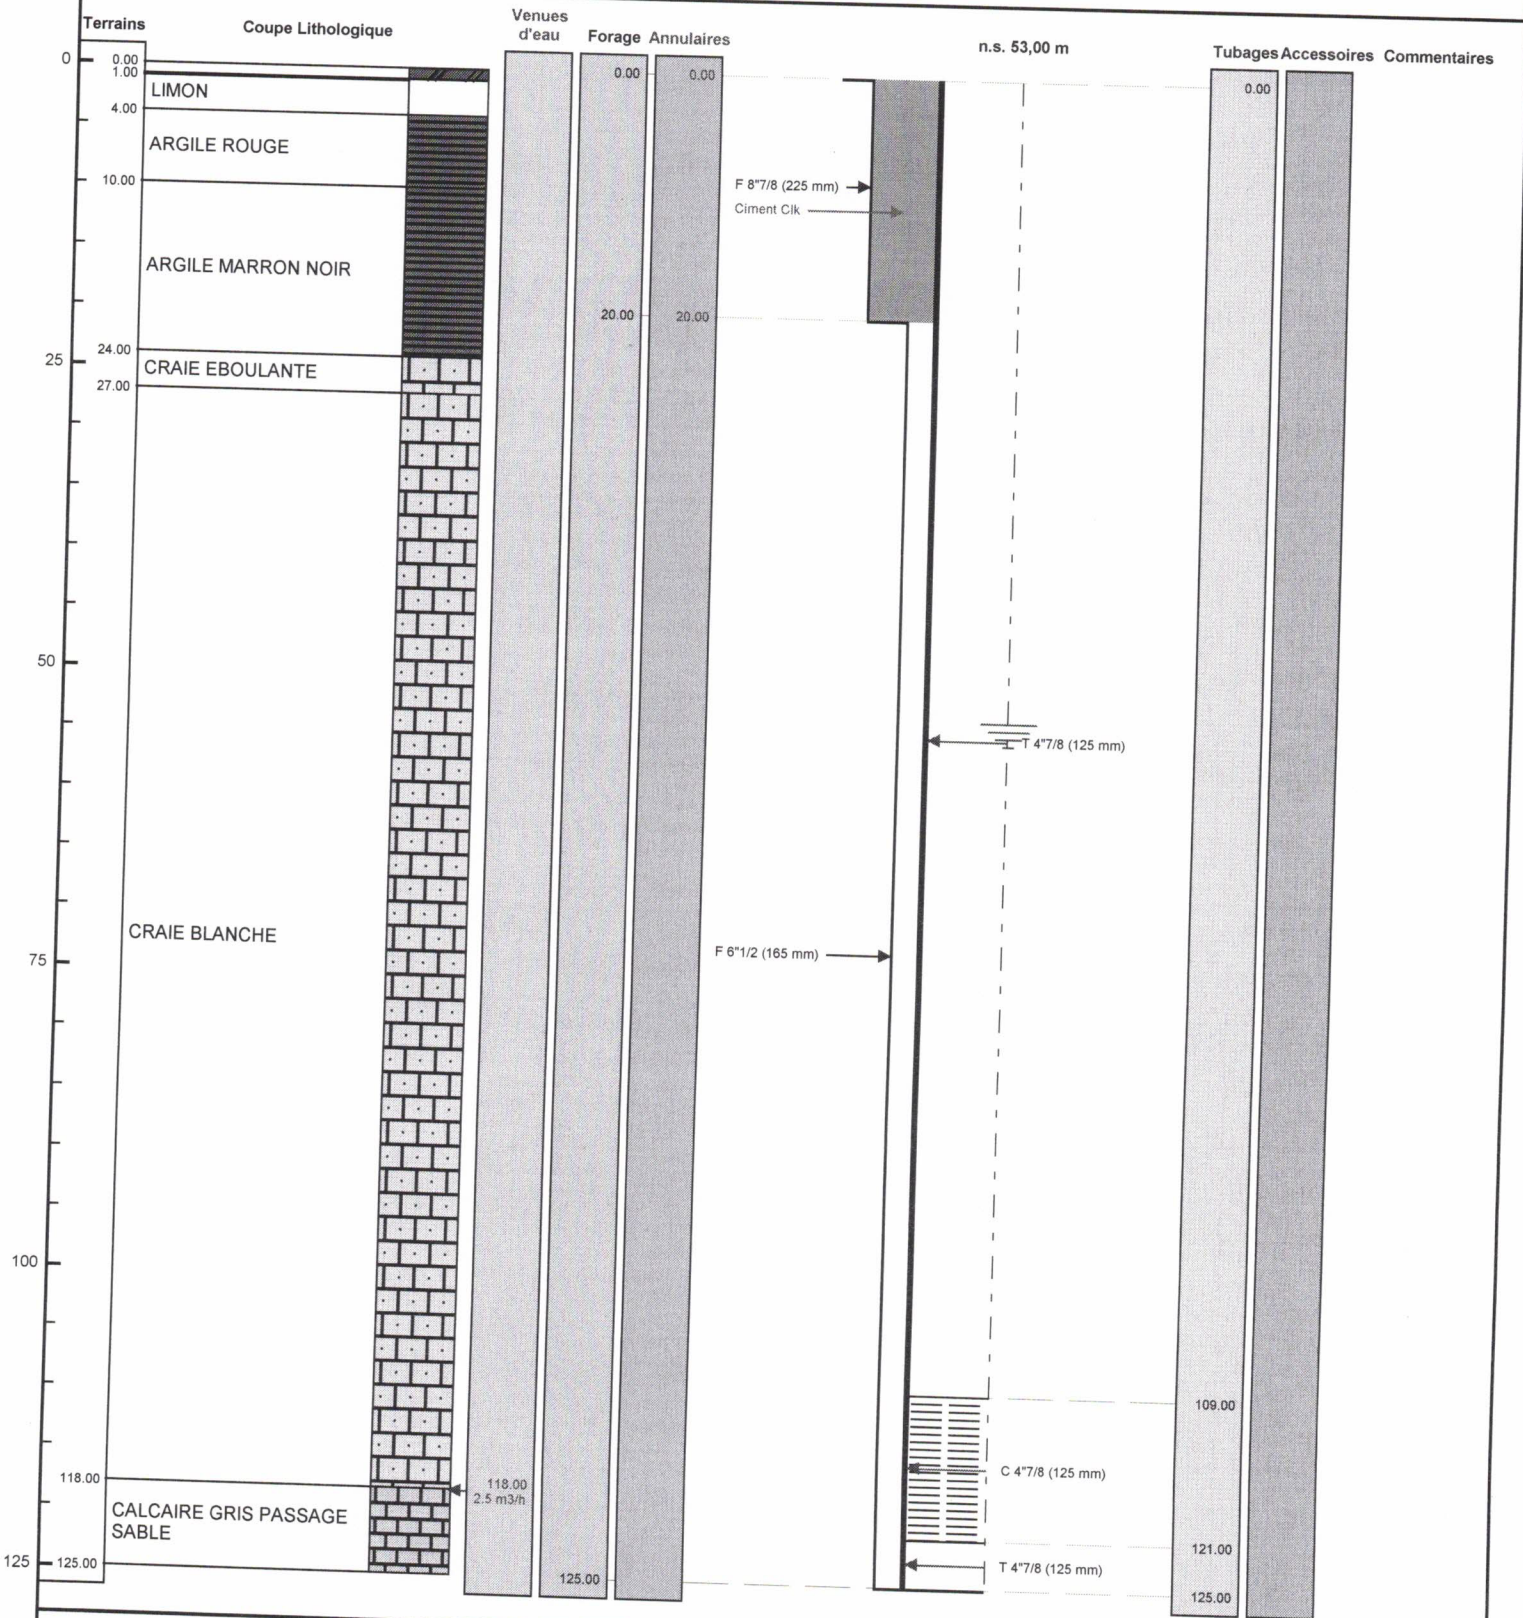 Terrains
Coupe Lithologique
Venues
d'eau
Forage
Annulaires
n.s. 53,00 m
Tubages
Accessoires
Commentaires
0
0.00
1.00
LIMON
4.00
ARGILE ROUGE
10.00
ARGILE MARRON NOIR
24.00
25
CRAIE EBOULANTE
27.00
50
CRAIE BLANCHE
75
100
118.00
CALCAIRE GRIS PASSAGE
SABLE
125
125.00
118.00
2.5 m3/h
0.00
20.00
125.00
0.00
20.00
F 8"7/8 (225 mm)
Ciment Clk
T 4"7/8 (125 mm)
F 6"1/2 (165 mm)
C 4"7/8 (125 mm)
T 4"7/8 (125 mm)
0.00
109.00
121.00
125.00